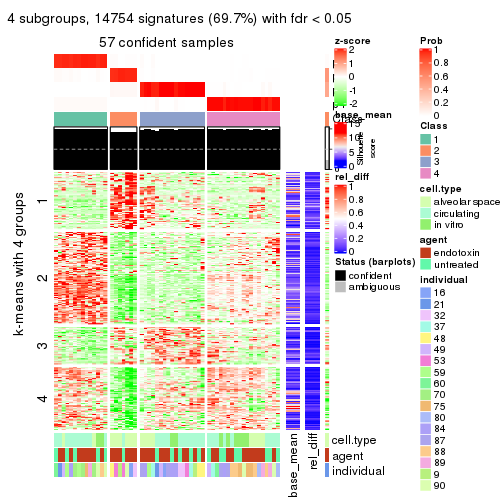 4 subgroups, 14754 signatures (69.7%) with fdr < 0.05
57 confident samples
k-means with 4 groups
1
2
3
4
base_mean
rel_diff
cell.type
agent
individual
z-score
2
1
0
-1
-2
base_mean
15
10
5
0
Silhouette
score
rel_diff
1
0.8
0.6
0.4
0.2
0
Status (barplots)
confident
ambiguous
Prob
1
0.8
0.6
0.4
0.2
0
Class
1
2
3
4
cell.type
alveolar space
circulating
in vitro
agent
endotoxin
untreated
individual
16
21
32
37
48
49
53
59
60
70
75
80
84
87
88
89
9
90